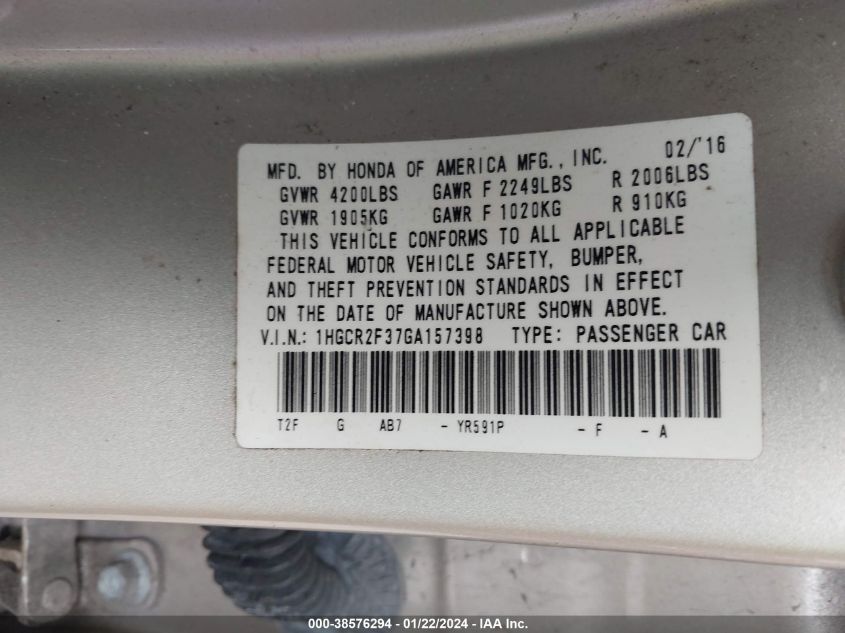 MFD. BY HONDA OF AMERICA MFG., INC. 02/'16
GVWR 4200LBS GAWR F 2249LBS R 2006LBS
GVWR 1905KG GAWR F 1020KG R 910KG
THIS VEHICLE CONFORMS TO ALL APPLICABLE
FEDERAL MOTOR VEHICLE SAFETY, BUMPER,
AND THEFT PREVENTION STANDARDS IN EFFECT
ON THE DATE OF MANUFACTURE SHOWN ABOVE.
V.I.N.: 1HGCR2F37GA157398 TYPE: PASSENGER CAR
T2F G AB7 - YR591P - F - A
000-38576294 - 01/22/2024 - IAA Inc.